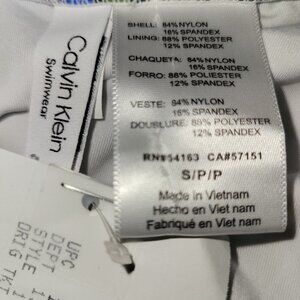 Calvin Klein
Swimwear
SHELL: 84% NYLON
16% SPANDEX
LINING: 88% POLYESTER
12% SPANDEX
CHAQUETA: 84% NYLON
16% SPANDEX
FORRO: 88% POLIESTER
12% SPANDEX
VESTE: 84% NYLON
16% SPANDEX
DOUBLURE: 88% POLYESTER
12% SPANDEX
RN#54163 CA#57151
S/P/P
Made in Vietnam
Hecho en Viet nam
Fabriqué en Viet nam
UPC
DEPT
STYLE
ORIG TKT